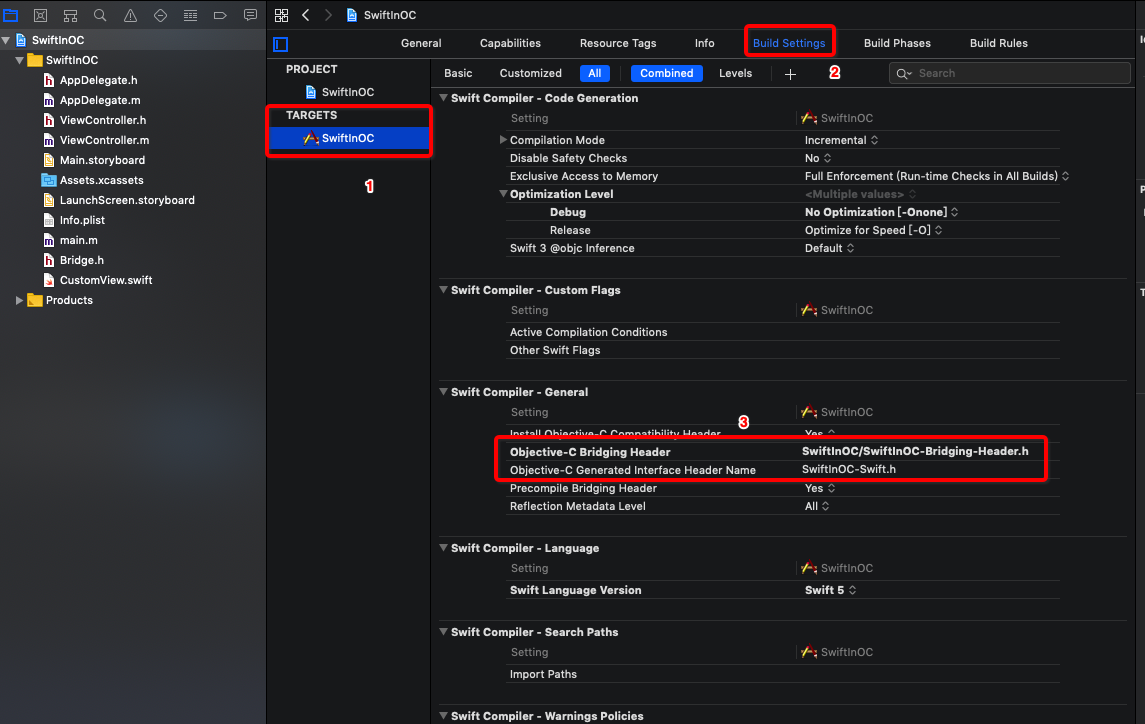 SwiftInOC
SwiftInOC
SwiftInOC
AppDelegate.h
AppDelegate.m
ViewController.h
ViewController.m
Main.storyboard
Assets.xcassets
LaunchScreen.storyboard
Info.plist
main.m
Bridge.h
CustomView.swift
Products
General Capabilities Resource Tags Info Build Settings Build Phases Build Rules
PROJECT
SwiftInOC
TARGETS
SwiftInOC
1
Basic Customized All Combined Levels + 2 Search
Swift Compiler - Code Generation
Setting SwiftInOC
Compilation Mode Incremental
Disable Safety Checks No
Exclusive Access to Memory Full Enforcement (Run-time Checks in All Builds)
Optimization Level <Multiple values>
Debug No Optimization [-Onone]
Release Optimize for Speed [-O]
Swift 3 @objc Inference Default
Swift Compiler - Custom Flags
Setting SwiftInOC
Active Compilation Conditions
Other Swift Flags
Swift Compiler - General
Setting SwiftInOC
3
Install Objective-C Compatibility Header Yes
Objective-C Bridging Header SwiftInOC/SwiftInOC-Bridging-Header.h
Objective-C Generated Interface Header Name SwiftInOC-Swift.h
Precompile Bridging Header Yes
Reflection Metadata Level All
Swift Compiler - Language
Setting SwiftInOC
Swift Language Version Swift 5
Swift Compiler - Search Paths
Setting SwiftInOC
Import Paths
Swift Compiler - Warnings Policies